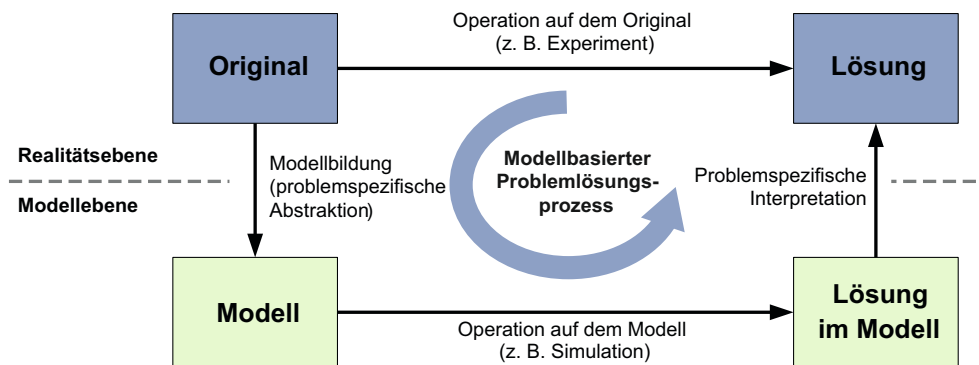 Operation auf dem Original
(z. B. Experiment)
Original
Lösung
Realitätsebene
Modellebene
Modellbildung
(problemspezifische
Abstraktion)
Modellbasierter
Problemlösungs-
prozess
Problemspezifische
Interpretation
Modell
Operation auf dem Modell
(z. B. Simulation)
Lösung
im Modell